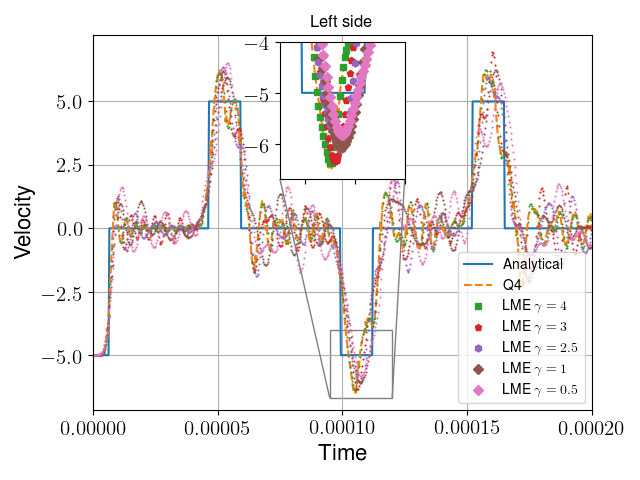 Left side
−4
−5
−6
5.0
2.5
0.0
−2.5
−5.0
Velocity
Analytical
Q4
LME γ = 4
LME γ = 3
LME γ = 2.5
LME γ = 1
LME γ = 0.5
0.00000 0.00005 0.00010 0.00015 0.00020
Time